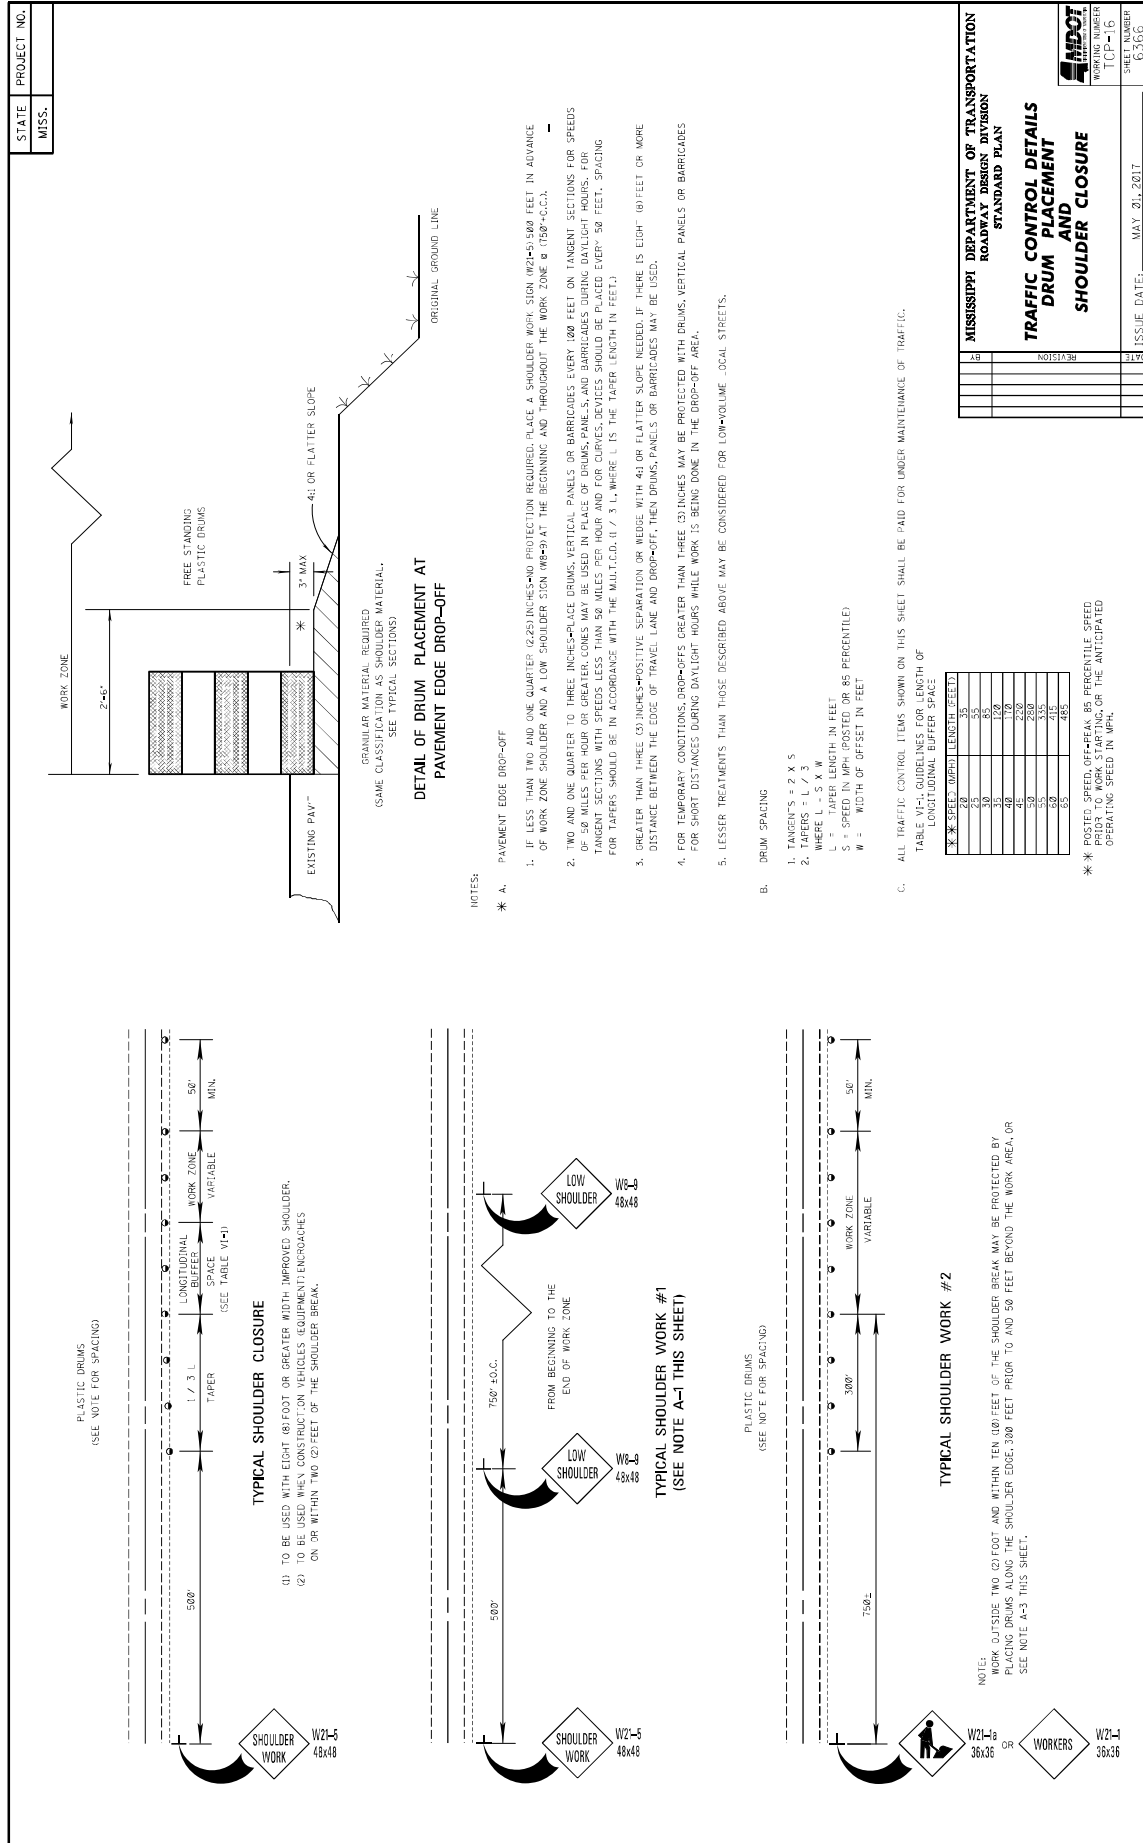 STATE PROJECT NO.
MISS.
PLASTIC DRUMS
(SEE NOTE FOR SPACING)
500'
1 / 3 L
TAPER
LONGITUDINAL
BUFFER
SPACE
(SEE TABLE VI-1)
WORK ZONE
VARIABLE
50'
MIN.
SHOULDER
WORK
W21-5
48x48
TYPICAL SHOULDER CLOSURE
(1) TO BE USED WITH EIGHT (8) FOOT OR GREATER WIDTH IMPROVED SHOULDER.
(2) TO BE USED WHEN CONSTRUCTION VEHICLES (EQUIPMENT) ENCROACHES
ON OR WITHIN TWO (2) FEET OF THE SHOULDER BREAK.
500'
750' ±O.C.
SHOULDER
WORK
W21-5
48x48
LOW
SHOULDER
W8-9
48x48
FROM BEGINNING TO THE
END OF WORK ZONE
LOW
SHOULDER
W8-9
48x48
TYPICAL SHOULDER WORK #1
(SEE NOTE A-1 THIS SHEET)
PLASTIC DRUMS
(SEE NOTE FOR SPACING)
300'
WORK ZONE
VARIABLE
50'
MIN.
750±
W21-1a
36x36
OR
WORKERS
W21-1
36x36
TYPICAL SHOULDER WORK #2
NOTE:
WORK OUTSIDE TWO (2) FOOT AND WITHIN TEN (10) FEET OF THE SHOULDER BREAK MAY BE PROTECTED BY
PLACING DRUMS ALONG THE SHOULDER EDGE, 300 FEET PRIOR TO AND 50 FEET BEYOND THE WORK AREA, OR
SEE NOTE A-3 THIS SHEET.
WORK ZONE
2'-6"
FREE STANDING
PLASTIC DRUMS
*
3" MAX
4:1 OR FLATTER SLOPE
EXISTING PAV'T
ORIGINAL GROUND LINE
GRANULAR MATERIAL REQUIRED
(SAME CLASSIFICATION AS SHOULDER MATERIAL,
SEE TYPICAL SECTIONS)
DETAIL OF DRUM PLACEMENT AT
PAVEMENT EDGE DROP-OFF
NOTES:
* A. PAVEMENT EDGE DROP-OFF
1. IF LESS THAN TWO AND ONE QUARTER (2.25) INCHES-NO PROTECTION REQUIRED. PLACE A SHOULDER WORK SIGN (W21-5) 500 FEET IN ADVANCE
OF WORK ZONE SHOULDER AND A LOW SHOULDER SIGN (W8-9) AT THE BEGINNING AND THROUGHOUT THE WORK ZONE @ (750'+C.C.).
2. TWO AND ONE QUARTER TO THREE INCHES-PLACE DRUMS, VERTICAL PANELS OR BARRICADES EVERY 100 FEET ON TANGENT SECTIONS FOR SPEEDS
OF 50 MILES PER HOUR OR GREATER. CONES MAY BE USED IN PLACE OF DRUMS, PANELS, AND BARRICADES DURING DAYLIGHT HOURS. FOR
TANGENT SECTIONS WITH SPEEDS LESS THAN 50 MILES PER HOUR AND FOR CURVES, DEVICES SHOULD BE PLACED EVERY 50 FEET. SPACING
FOR TAPERS SHOULD BE IN ACCORDANCE WITH THE M.U.T.C.D. (1 / 3 L, WHERE L IS THE TAPER LENGTH IN FEET.)
3. GREATER THAN THREE (3) INCHES-POSITIVE SEPARATION OR WEDGE WITH 4:1 OR FLATTER SLOPE NEEDED. IF THERE IS EIGHT (8) FEET OR MORE
DISTANCE BETWEEN THE EDGE OF TRAVEL LANE AND DROP-OFF, THEN DRUMS, PANELS OR BARRICADES MAY BE USED.
4. FOR TEMPORARY CONDITIONS, DROP-OFFS GREATER THAN THREE (3) INCHES MAY BE PROTECTED WITH DRUMS, VERTICAL PANELS OR BARRICADES
FOR SHORT DISTANCES DURING DAYLIGHT HOURS WHILE WORK IS BEING DONE IN THE DROP-OFF AREA.
5. LESSER TREATMENTS THAN THOSE DESCRIBED ABOVE MAY BE CONSIDERED FOR LOW-VOLUME LOCAL STREETS.
B. DRUM SPACING
1. TANGENTS = 2 X S
2. TAPERS = L / 3
WHERE L = S X W
L = TAPER LENGTH IN FEET
S = SPEED IN MPH (POSTED OR 85 PERCENTILE)
W = WIDTH OF OFFSET IN FEET
C. ALL TRAFFIC CONTROL ITEMS SHOWN ON THIS SHEET SHALL BE PAID FOR UNDER MAINTENANCE OF TRAFFIC.
TABLE VI-1. GUIDELINES FOR LENGTH OF
LONGITUDINAL BUFFER SPACE
** SPEED (MPH) LENGTH (FEET)
20 35
25 55
30 85
35 120
40 170
45 220
50 280
55 335
60 415
65 485
** POSTED SPEED, OFF-PEAK 85 PERCENTILE SPEED
PRIOR TO WORK STARTING, OR THE ANTICIPATED
OPERATING SPEED IN MPH.
BY
REVISION
DATE
MISSISSIPPI DEPARTMENT OF TRANSPORTATION
ROADWAY DESIGN DIVISION
STANDARD PLAN
TRAFFIC CONTROL DETAILS
DRUM PLACEMENT
AND
SHOULDER CLOSURE
MDOT
WORKING NUMBER
TCP-16
SHEET NUMBER
6366
ISSUE DATE: MAY 01, 2017